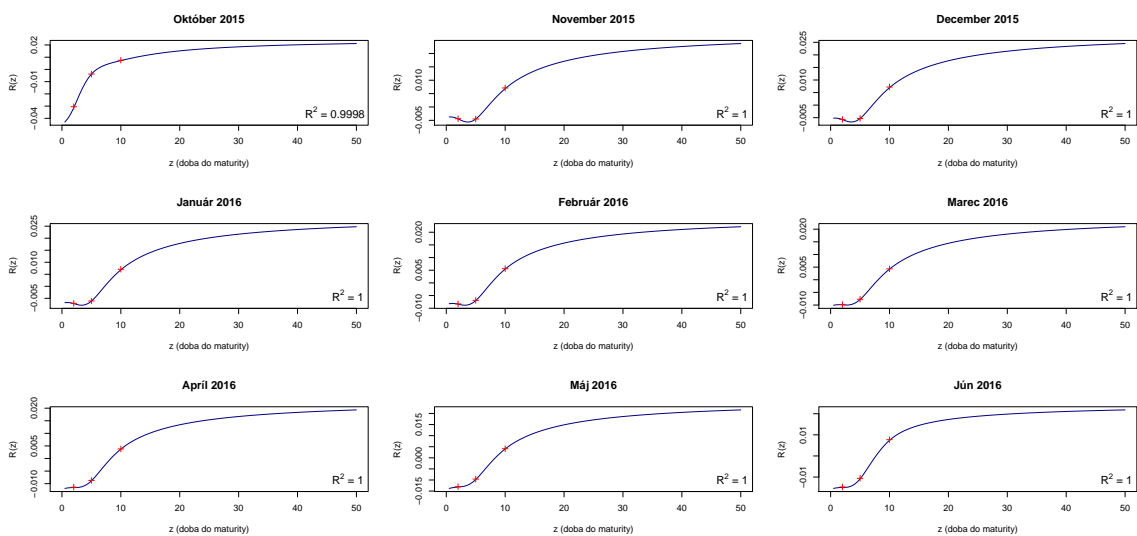 Október 2015
R(z)
0.02
-0.01
-0.04
R² = 0.9998
0 10 20 30 40 50
z (doba do maturity)
November 2015
R(z)
0.010
-0.005
R² = 1
0 10 20 30 40 50
z (doba do maturity)
December 2015
R(z)
0.025
0.010
-0.005
R² = 1
0 10 20 30 40 50
z (doba do maturity)
Január 2016
R(z)
0.025
0.010
-0.005
R² = 1
0 10 20 30 40 50
z (doba do maturity)
Február 2016
R(z)
0.020
0.005
-0.010
R² = 1
0 10 20 30 40 50
z (doba do maturity)
Marec 2016
R(z)
0.020
0.005
-0.010
R² = 1
0 10 20 30 40 50
z (doba do maturity)
Apríl 2016
R(z)
0.020
0.005
-0.010
R² = 1
0 10 20 30 40 50
z (doba do maturity)
Máj 2016
R(z)
0.015
0.000
-0.015
R² = 1
0 10 20 30 40 50
z (doba do maturity)
Jún 2016
R(z)
0.01
-0.01
R² = 1
0 10 20 30 40 50
z (doba do maturity)